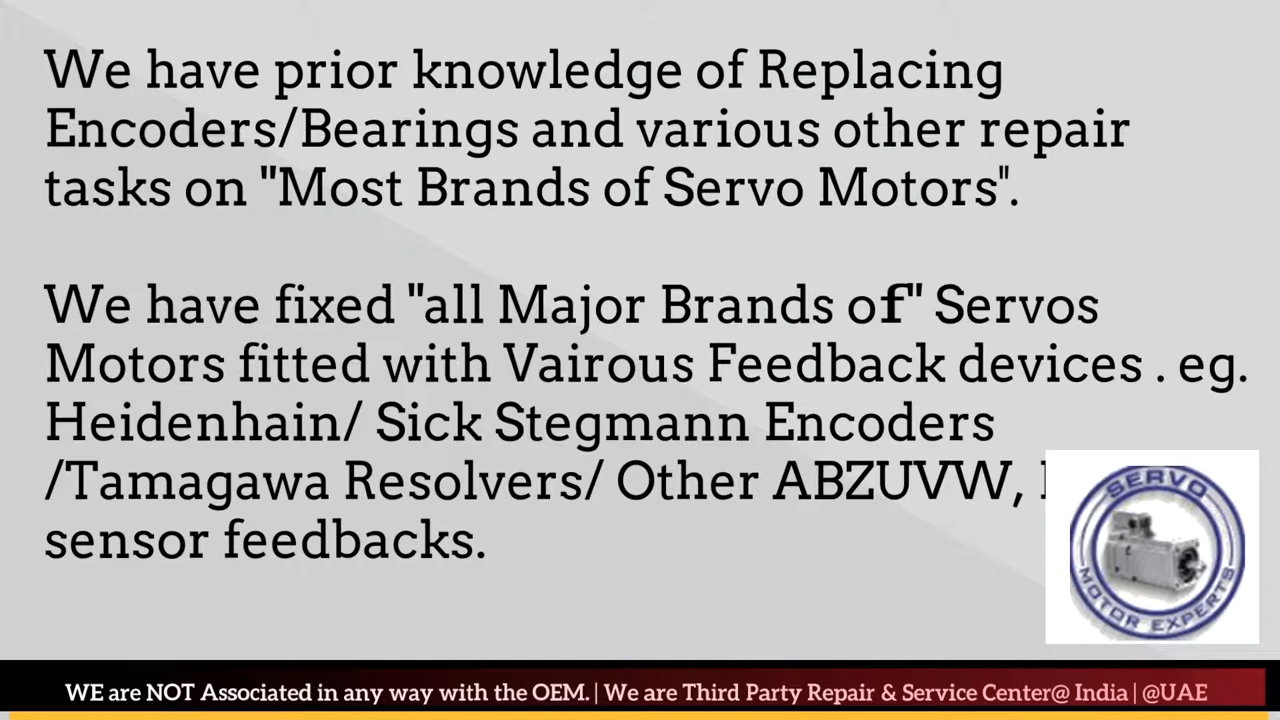 We have prior knowledge of Replacing
Encoders/Bearings and various other repair
tasks on "Most Brands of Servo Motors".
We have fixed "all Major Brands of" Servos
Motors fitted with Vairous Feedback devices . eg.
Heidenhain/ Sick Stegmann Encoders
/Tamagawa Resolvers/ Other ABZUVW,
sensor feedbacks.
SERVO
MOTOR EXPERTS
WE are NOT Associated in any way with the OEM. | We are Third Party Repair & Service Center@ India | @UAE